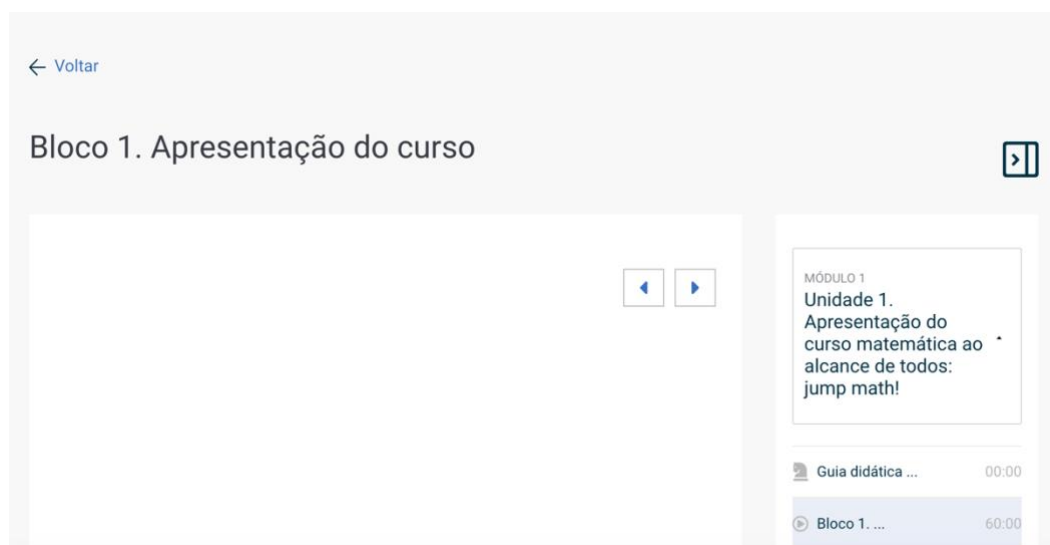 Voltar
Bloco 1. Apresentação do curso
MÓDULO 1
Unidade 1.
Apresentação do
curso matemática ao
alcance de todos:
jump math!
Guia didática ... 00:00
Bloco 1. ... 60:00